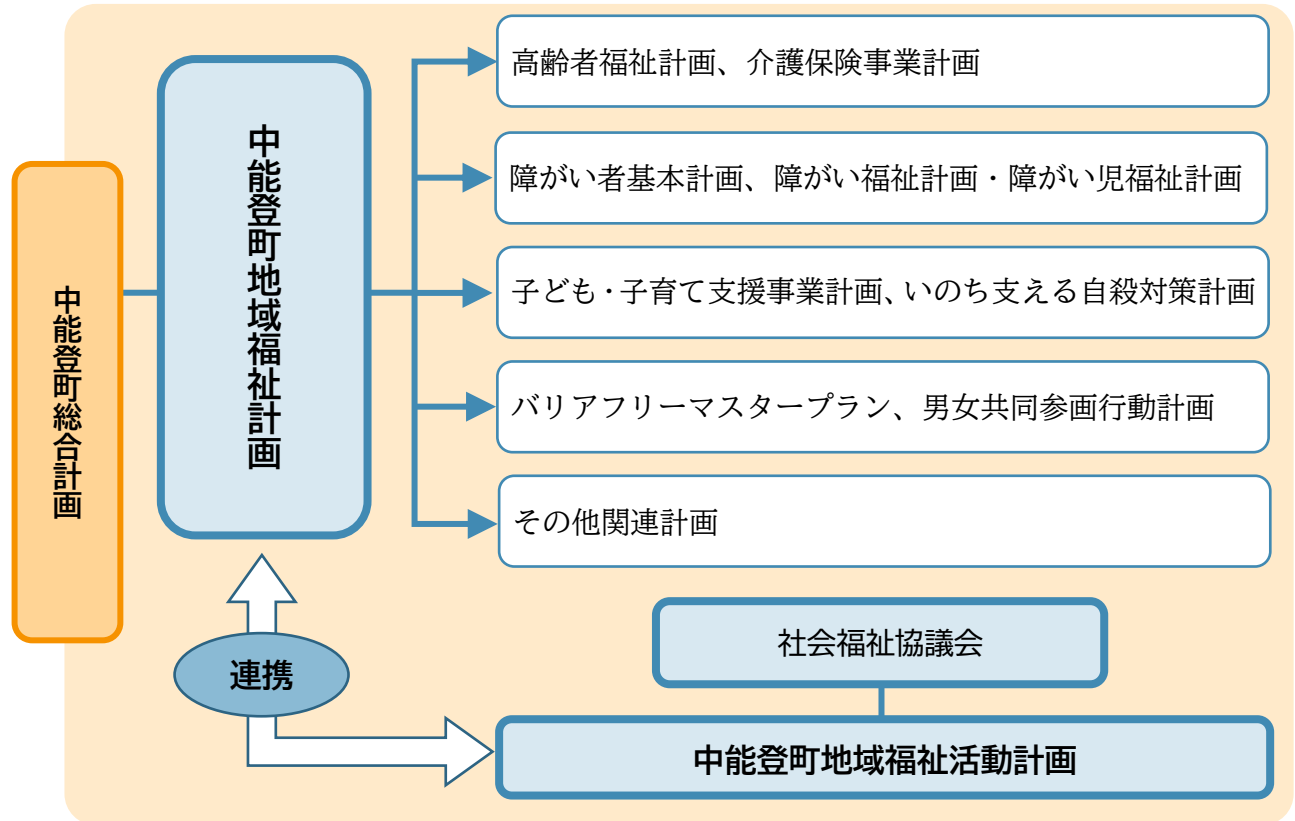 中能登町総合計画
中能登町地域福祉計画
高齢者福祉計画、介護保険事業計画
障がい者基本計画、障がい福祉計画・障がい児福祉計画
子ども・子育て支援事業計画、いのち支える自殺対策計画
バリアフリーマスタープラン、男女共同参画行動計画
その他関連計画
連携
社会福祉協議会
中能登町地域福祉活動計画